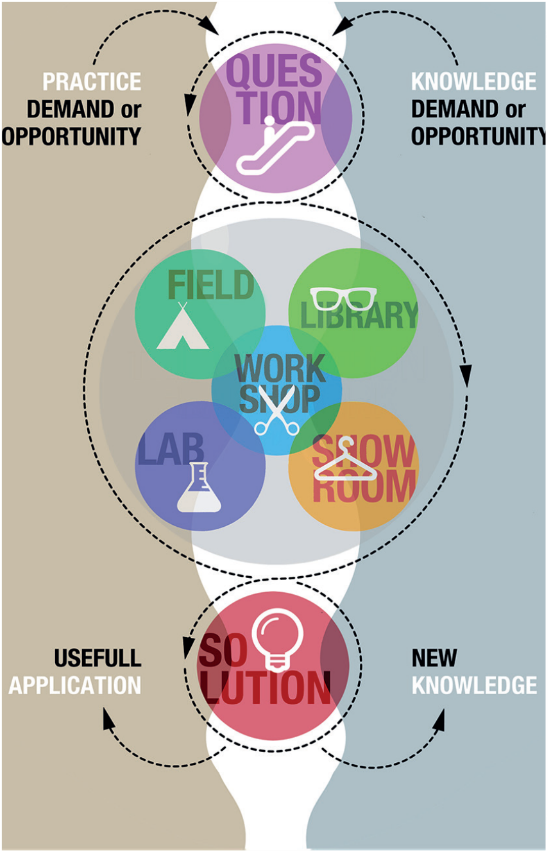 QUES
TION
PRACTICE
DEMAND or
OPPORTUNITY
KNOWLEDGE
DEMAND or
OPPORTUNITY
FIELD
LIBRARY
WORK
SHOP
LAB
SHOW
ROOM
SO
LUTION
USEFULL
APPLICATION
NEW
KNOWLEDGE